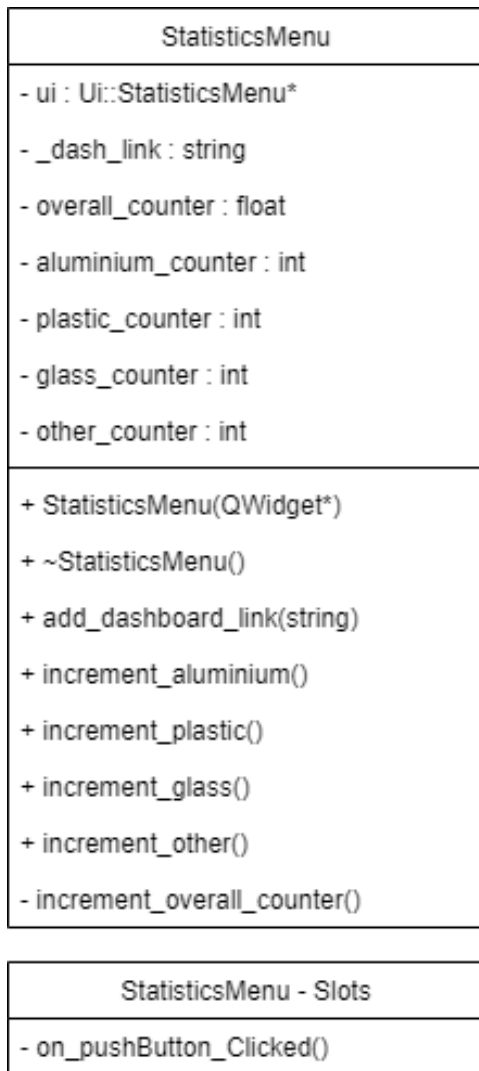 StatisticsMenu
- ui : Ui::StatisticsMenu*
- _dash_link : string
- overall_counter : float
- aluminium_counter : int
- plastic_counter : int
- glass_counter : int
- other_counter : int
+ StatisticsMenu(QWidget*)
+ ~StatisticsMenu()
+ add_dashboard_link(string)
+ increment_aluminium()
+ increment_plastic()
+ increment_glass()
+ increment_other()
- increment_overall_counter()
StatisticsMenu - Slots
- on_pushButton_Clicked()